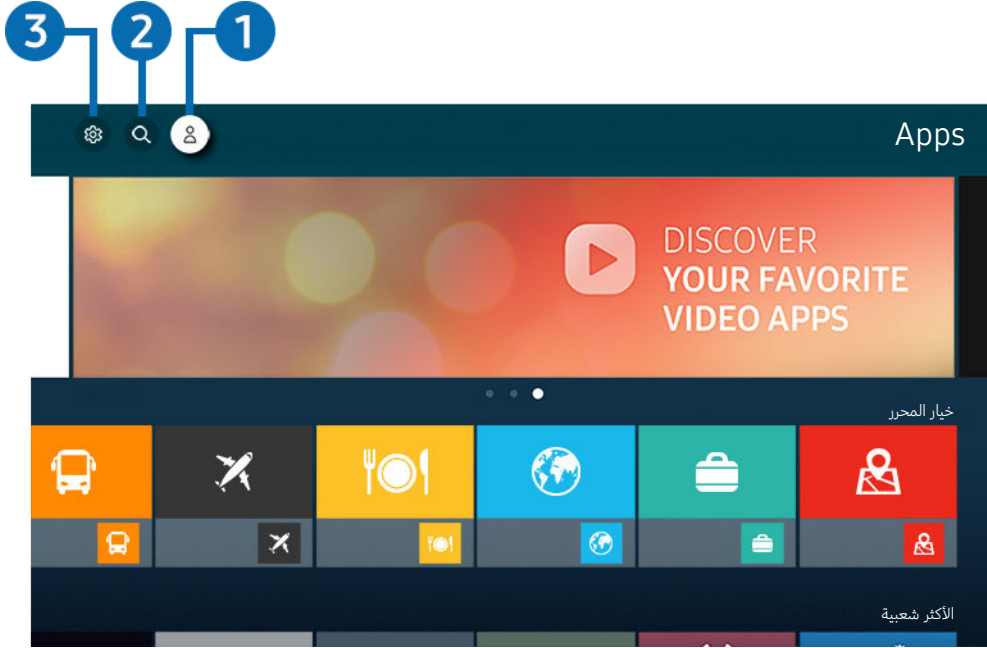 3 2 1
Apps
DISCOVER
YOUR FAVORITE
VIDEO APPS
خيار المحرر
الأكثر شعبية